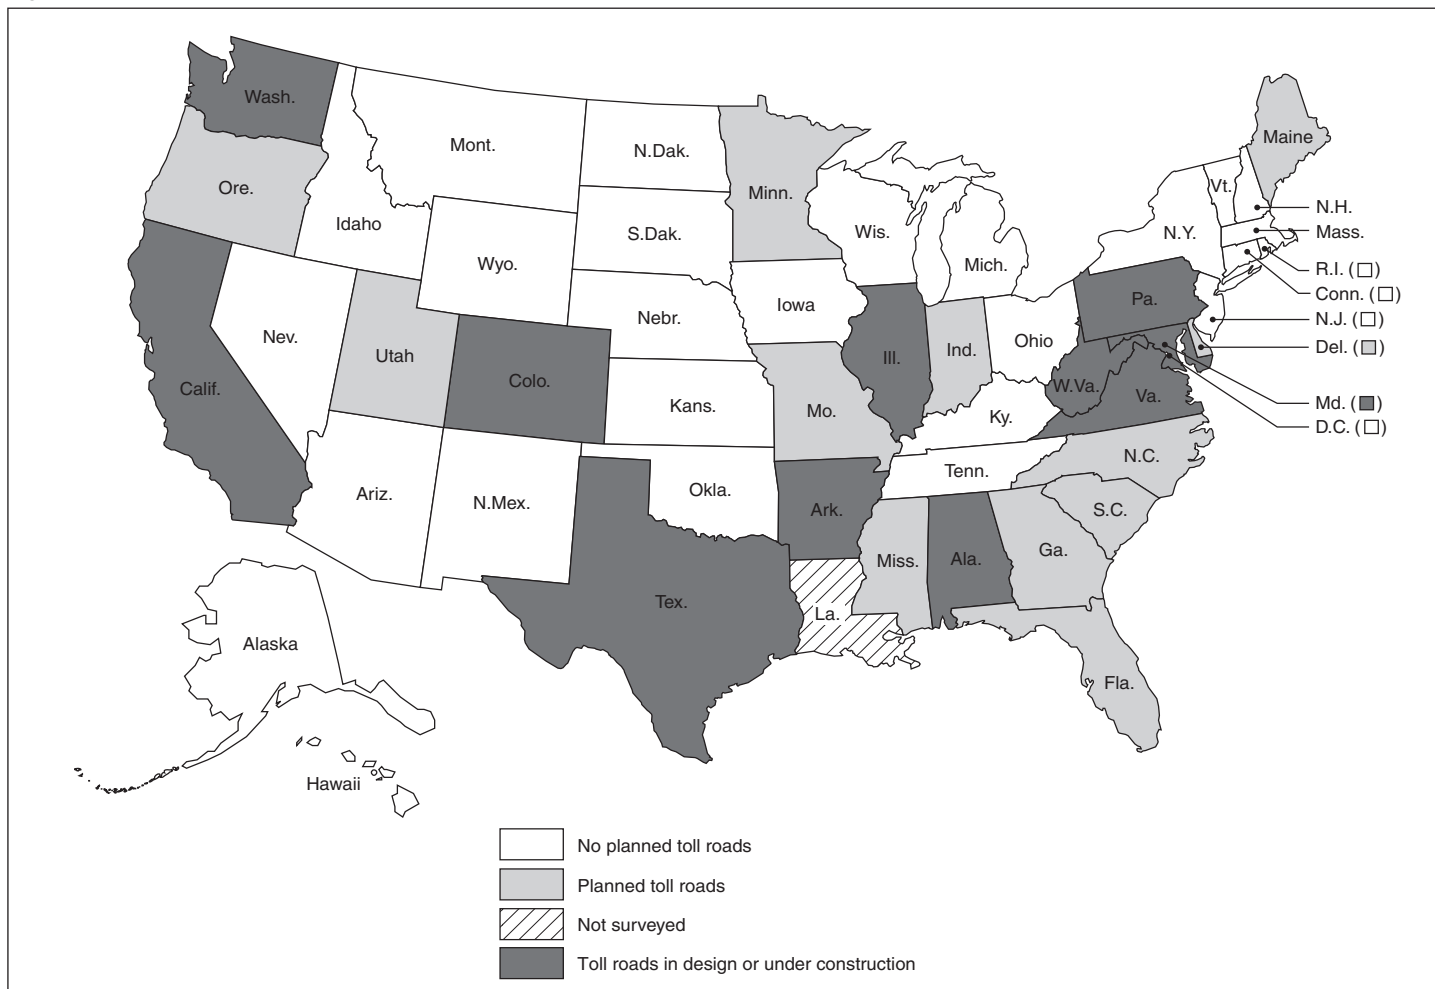 Wash.
Maine
Mont.
N.Dak.
Ore.
Minn.
Vt.
Idaho
N.H.
S.Dak.
Wis.
N.Y.
Mass.
Wyo.
Mich.
R.I. (□)
Conn. (□)
Pa.
Iowa
Nebr.
N.J. (□)
Nev.
Utah
Ill.
Ind.
Ohio
Del. (□)
Colo.
Calif.
W.Va.
Va.
Kans.
Mo.
Md. (■)
Ky.
D.C. (□)
N.C.
Tenn.
Ariz.
N.Mex.
Okla.
Ark.
S.C.
Ga.
Miss.
Ala.
Tex.
La.
Alaska
Fla.
Hawaii
No planned toll roads
Planned toll roads
Not surveyed
Toll roads in design or under construction